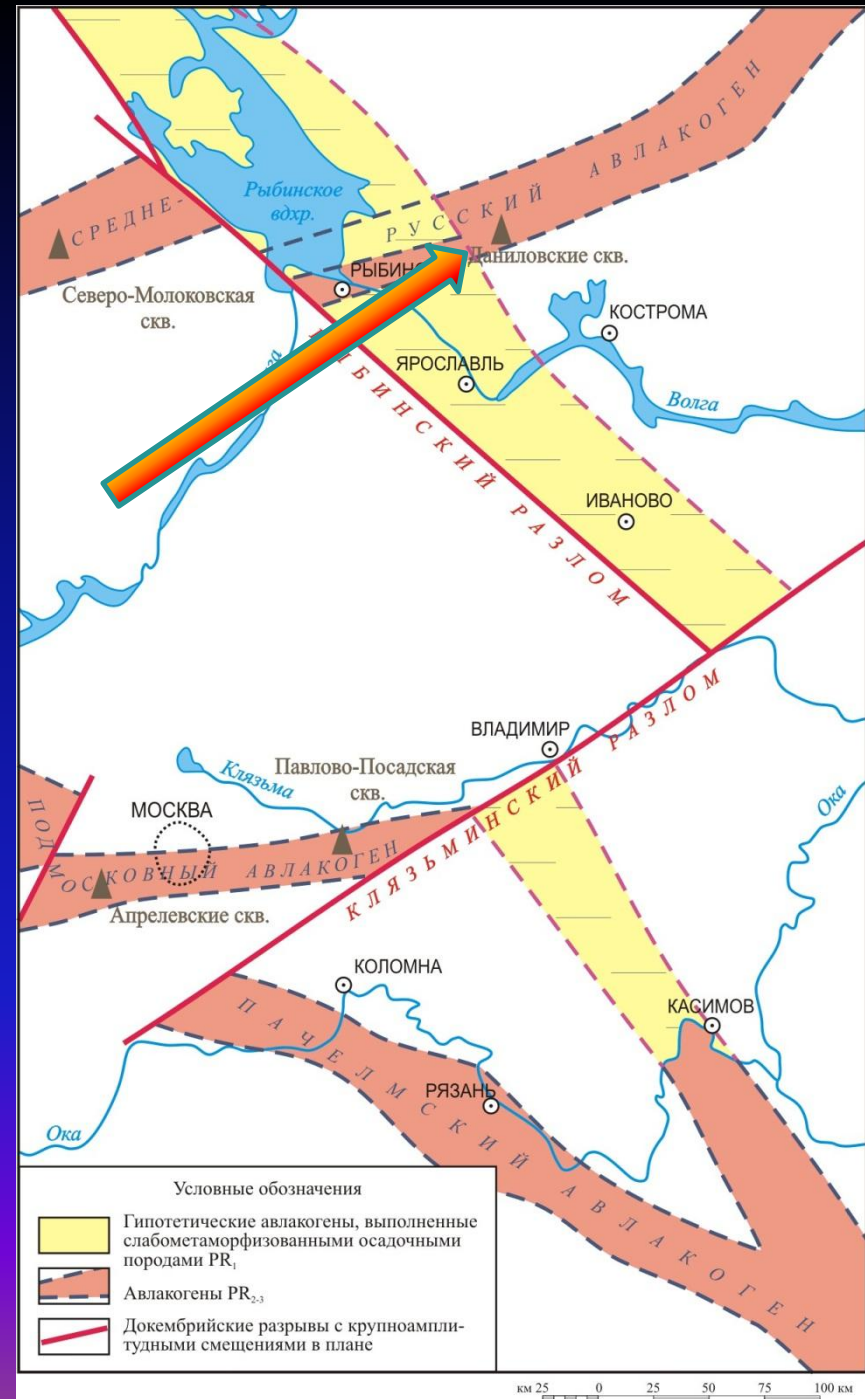 СРЕДНЕ-
РУССКИЙ АВЛАКОГЕН
Рыбинское
вдхр.
Даниловские скв.
Северо-Молоковская
скв.
КОСТРОМА
ЯРОСЛАВЛЬ
Волга
РАЗЛОМ
ИВАНОВО
ВЛАДИМИР
КЛЯЗЬМИНСКИЙ РАЗЛОМ
Клязьма
Павлово-Посадская
скв.
МОСКВА
ПОДМОСКОВНЫЙ АВЛАКОГЕН
Апрелевские скв.
Ока
КОЛОМНА
КАСИМОВ
ПАЧЕЛМСКИЙ АВЛАКОГЕН
РЯЗАНЬ
Ока
Условные обозначения
Гипотетические авлакогены, выполненные
слабометаморфизованными осадочными
породами PR₁
Авлакогены PR₂₋₃
Докембрийские разрывы с крупноампли-
тудными смещениями в плане
км 25 0 25 50 75 100 км